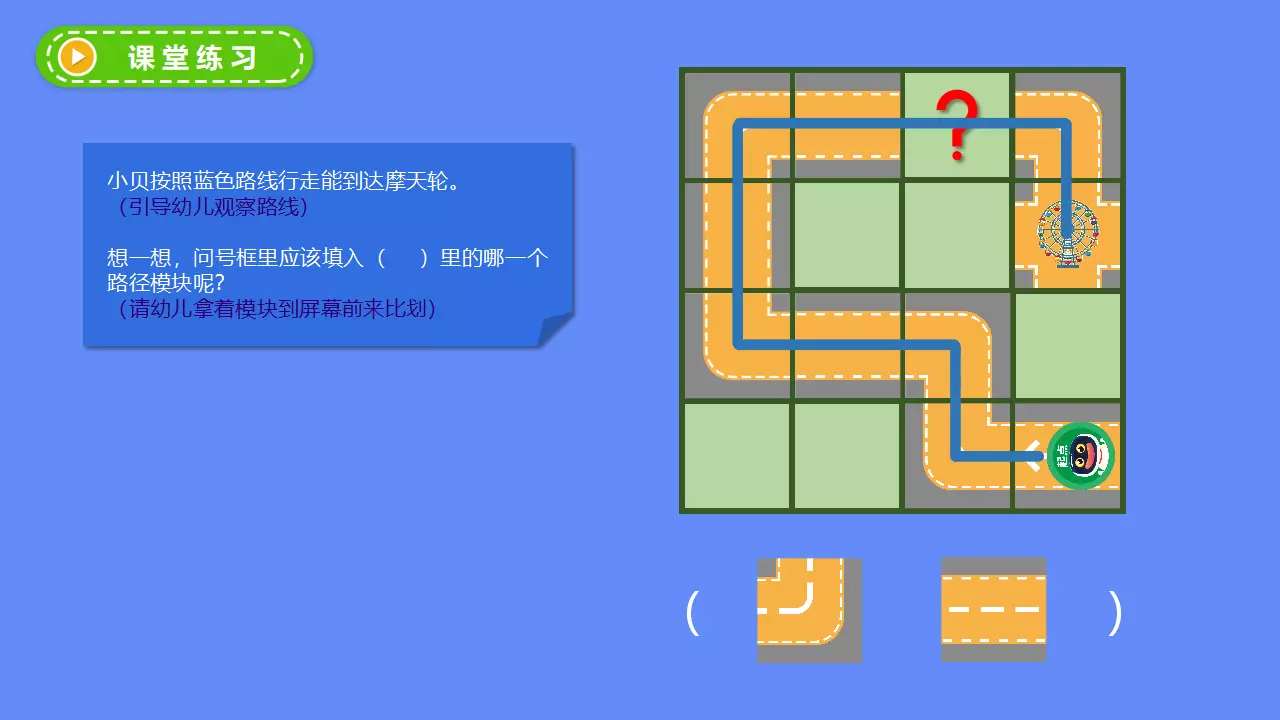 课堂练习
小贝按照蓝色路线行走能到达摩天轮。
（引导幼儿观察路线）
想一想，问号框里应该填入（ ）里的哪一个
路径模块呢？
（请幼儿拿着模块到屏幕前来比划）
?
起点
( )